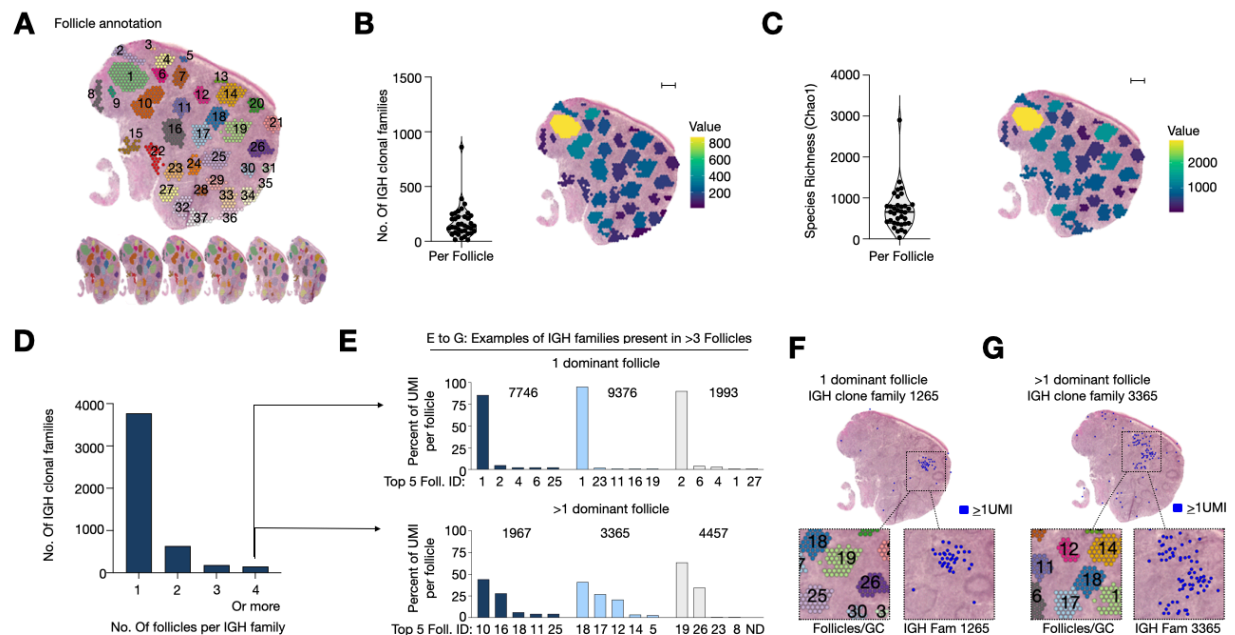 A
Follicle annotation
1
2
3
4
5
6
7
8
9
10
11
12
13
14
15
16
17
18
19
20
21
22
23
24
25
26
27
28
29
30
31
32
33
34
35
36
37
B
No. Of IGH clonal families
1500
1000
500
0
Per Follicle
Value
800
600
400
200
C
Species Richness (Chao1)
4000
3000
2000
1000
0
Per Follicle
Value
2000
1000
D
No. Of IGH clonal families
4000
3000
2000
1000
0
1 2 3 4
Or more
No. Of follicles per IGH family
E
E to G: Examples of IGH families present in >3 Follicles
1 dominant follicle
Percent of UMI
per follicle
100
75
50
25
0
7746 9376 1993
Top 5 Foll. ID: 1 2 4 6 25 1 23 11 16 19 2 6 4 1 27
>1 dominant follicle
Percent of UMI
per follicle
100
75
50
25
0
1967 3365 4457
Top 5 Foll. ID: 10 16 18 11 25 18 17 12 14 5 19 26 23 8 ND
F
1 dominant follicle
IGH clone family 1265
≥1UMI
18
19
7
25
26
30 3
Follicles/GC
IGH Fam 1265
G
>1 dominant follicle
IGH clone family 3365
≥1UMI
12
14
11
18
6
17
1
Follicles/GC
IGH Fam 3365